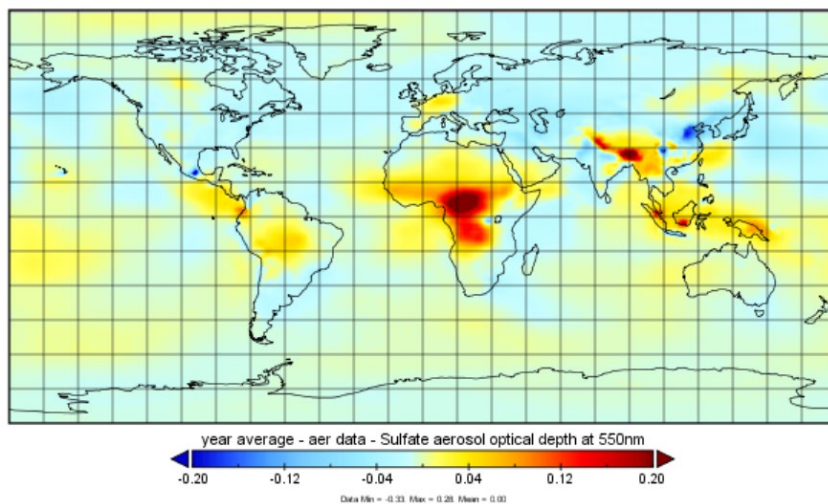 year average - aer data - Sulfate aerosol optical depth at 550nm
-0.20 -0.12 -0.04 0.04 0.12 0.20
Data Min = -0.33, Max = 0.28, Mean = 0.00